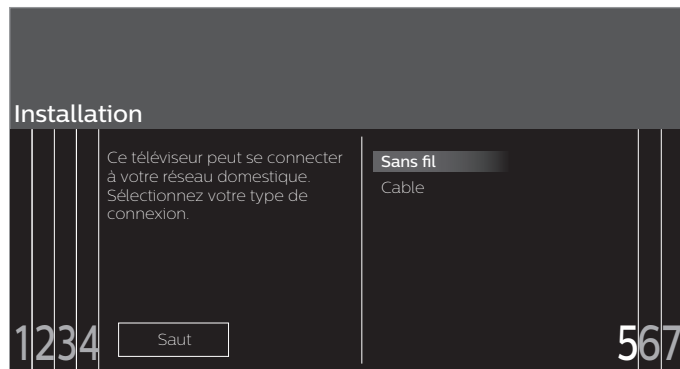 Installation
Ce téléviseur peut se connecter
à votre réseau domestique.
Sélectionnez votre type de
connexion.
Sans fil
Cable
Saut
1234
567